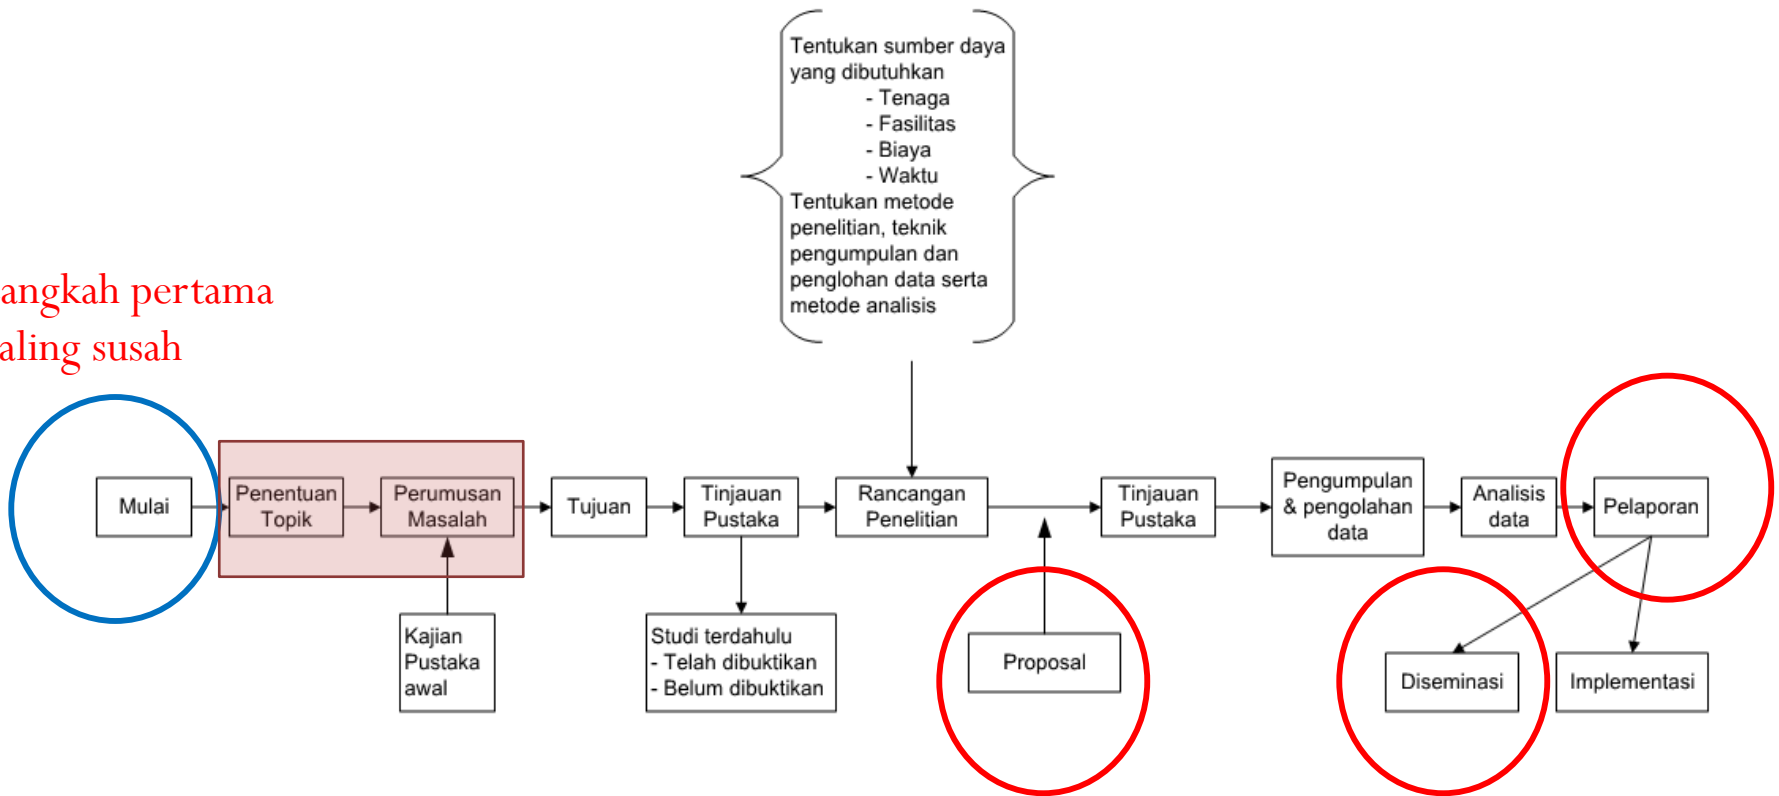 Tentukan sumber daya
yang dibutuhkan
- Tenaga
- Fasilitas
- Biaya
- Waktu
Tentukan metode
penelitian, teknik
pengumpulan dan
penglohan data serta
metode analisis
angkah pertama
aling susah
Mulai
Penentuan
Topik
Perumusan
Masalah
Tujuan
Tinjauan
Pustaka
Rancangan
Penelitian
Tinjauan
Pustaka
Pengumpulan
& pengolahan
data
Analisis
data
Pelaporan
Kajian
Pustaka
awal
Studi terdahulu
- Telah dibuktikan
- Belum dibuktikan
Proposal
Diseminasi
Implementasi